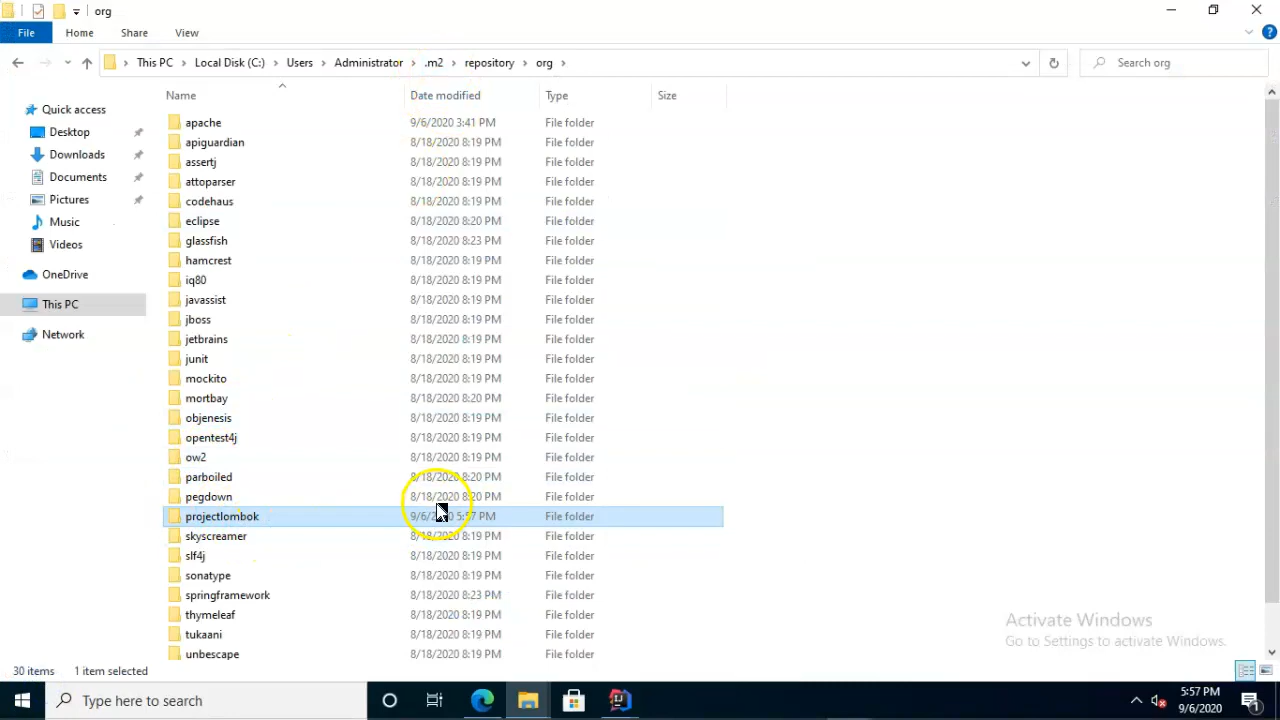 org
File Home Share View
This PC Local Disk (C:) Users Administrator .m2 repository org Search org
Name Date modified Type Size
Quick access
Desktop
Downloads
Documents
Pictures
Music
Videos
OneDrive
This PC
Network
apache 9/6/2020 3:41 PM File folder
apiguardian 8/18/2020 8:19 PM File folder
assertj 8/18/2020 8:19 PM File folder
attoparser 8/18/2020 8:19 PM File folder
codehaus 8/18/2020 8:19 PM File folder
eclipse 8/18/2020 8:20 PM File folder
glassfish 8/18/2020 8:23 PM File folder
hamcrest 8/18/2020 8:19 PM File folder
iq80 8/18/2020 8:19 PM File folder
javassist 8/18/2020 8:19 PM File folder
jboss 8/18/2020 8:19 PM File folder
jetbrains 8/18/2020 8:19 PM File folder
junit 8/18/2020 8:19 PM File folder
mockito 8/18/2020 8:19 PM File folder
mortbay 8/18/2020 8:20 PM File folder
objenesis 8/18/2020 8:19 PM File folder
opentest4j 8/18/2020 8:19 PM File folder
ow2 8/18/2020 8:19 PM File folder
parboiled 8/18/2020 8:20 PM File folder
pegdown 8/18/2020 8:20 PM File folder
projectlombok 9/6/2020 5:57 PM File folder
skyscreamer 8/18/2020 8:19 PM File folder
slf4j 8/18/2020 8:19 PM File folder
sonatype 8/18/2020 8:19 PM File folder
springframework 8/18/2020 8:23 PM File folder
thymeleaf 8/18/2020 8:19 PM File folder
tukaani 8/18/2020 8:19 PM File folder
unbescape 8/18/2020 8:19 PM File folder
Activate Windows
Go to Settings to activate Windows.
30 items 1 item selected
Type here to search
5:57 PM
9/6/2020
1